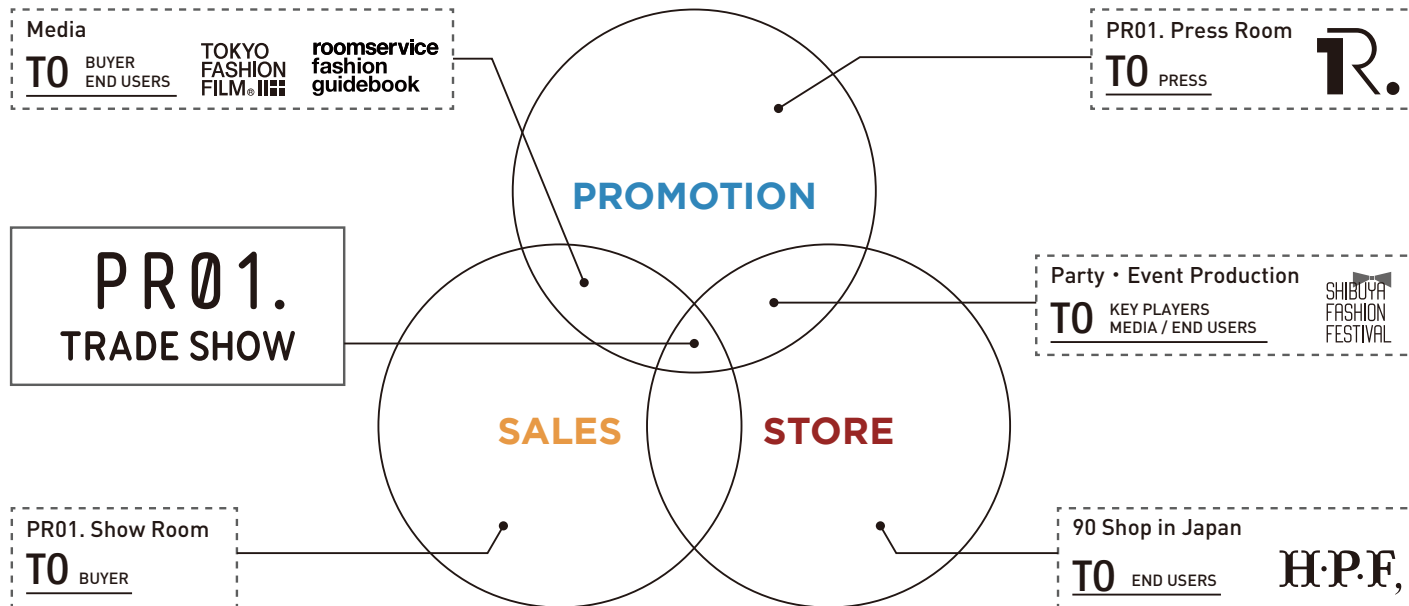 Media
TO BUYER
END USERS
TOKYO
FASHION
FILM®
roomservice
fashion
guidebook
PR01. Press Room
TO PRESS
1R.
PROMOTION
PR01.
TRADE SHOW
Party・Event Production
TO KEY PLAYERS
MEDIA / END USERS
SHIBUYA
FASHION
FESTIVAL
SALES
STORE
PR01. Show Room
TO BUYER
90 Shop in Japan
TO END USERS
H·P·F,